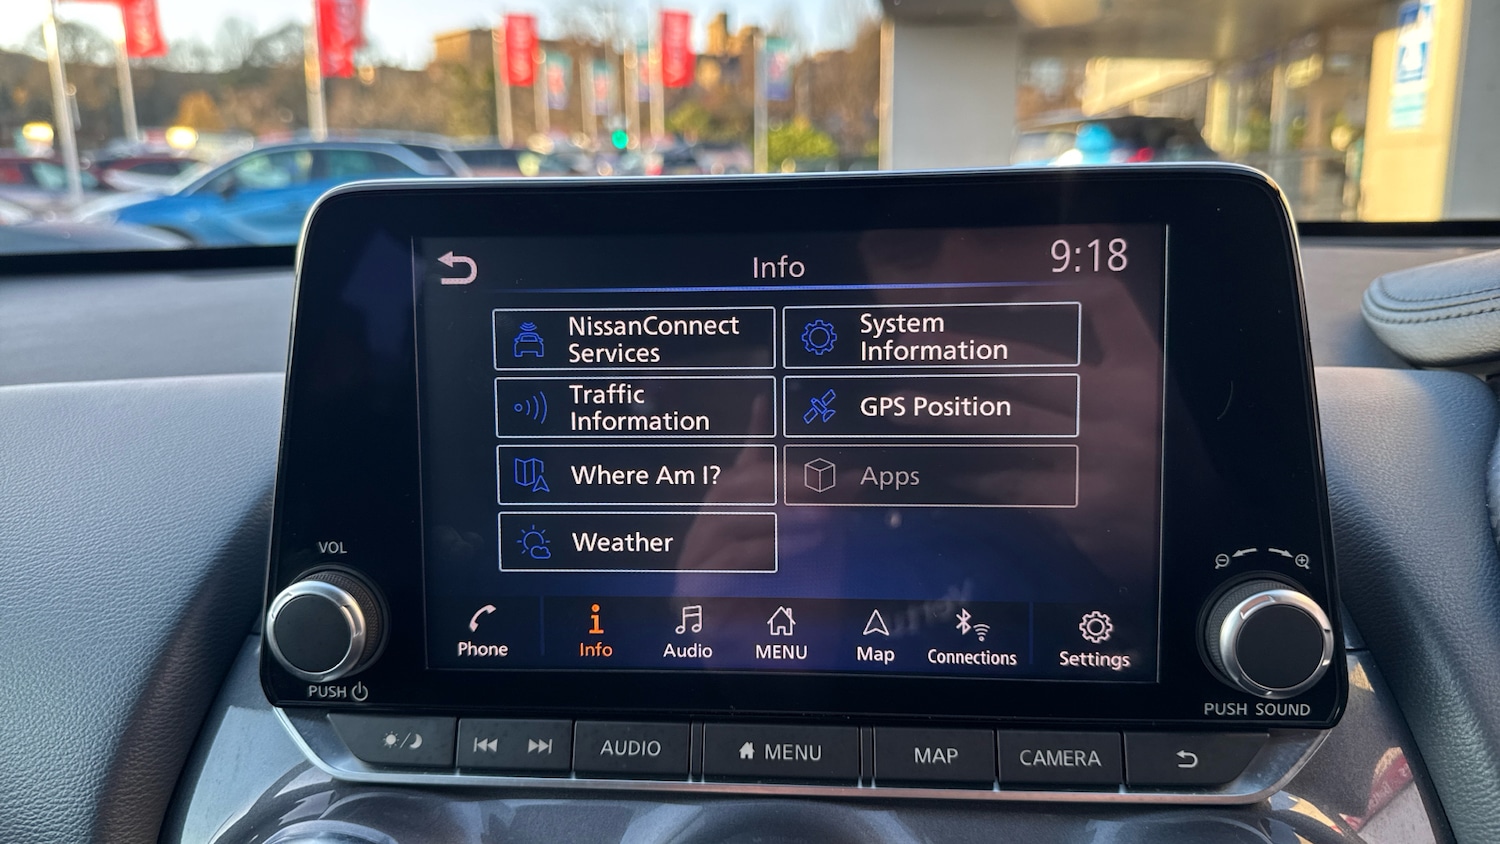 Info
9:18
NissanConnect
Services
System
Information
Traffic
Information
GPS Position
Where Am I?
Apps
Weather
Phone
Info
Audio
MENU
Map
Connections
Settings
VOL
PUSH
PUSH SOUND
AUDIO
MENU
MAP
CAMERA